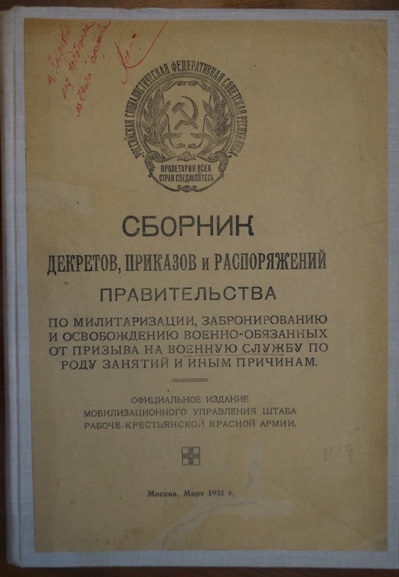 РОССИЙСКАЯ СОЦИАЛИСТИЧЕСКАЯ ФЕДЕРАТИВНАЯ СОВЕТСКАЯ РЕСПУБЛИКА
ПРОЛЕТАРИИ ВСЕХ
СТРАН СОЕДИНЯЙТЕСЬ
СБОРНИК
ДЕКРЕТОВ, ПРИКАЗОВ и РАСПОРЯЖЕНИЙ
ПРАВИТЕЛЬСТВА
ПО МИЛИТАРИЗАЦИИ, ЗАБРОНИРОВАНИЮ
И ОСВОБОЖДЕНИЮ ВОЕННО-ОБЯЗАННЫХ
ОТ ПРИЗЫВА НА ВОЕННУЮ СЛУЖБУ ПО
РОДУ ЗАНЯТИЙ И ИНЫМ ПРИЧИНАМ.
ОФИЦИАЛЬНОЕ ИЗДАНИЕ
МОБИЛИЗАЦИОННОГО УПРАВЛЕНИЯ ШТАБА
РАБОЧЕ-КРЕСТЬЯНСКОЙ КРАСНОЙ АРМИИ.
Москва, Март 1921 г.